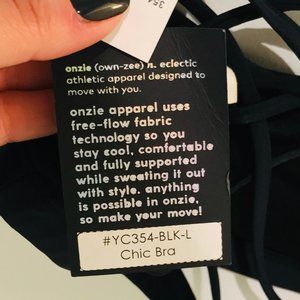 354
onzie (own-zee) n. eclectic
athletic apparel designed to
move with you.
onzie apparel uses
free-flow fabric
technology so you
stay cool, comfortable
and fully supported
while sweating it out
with style. anything
is possible in onzie,
so make your move!
#YC354-BLK-L
Chic Bra